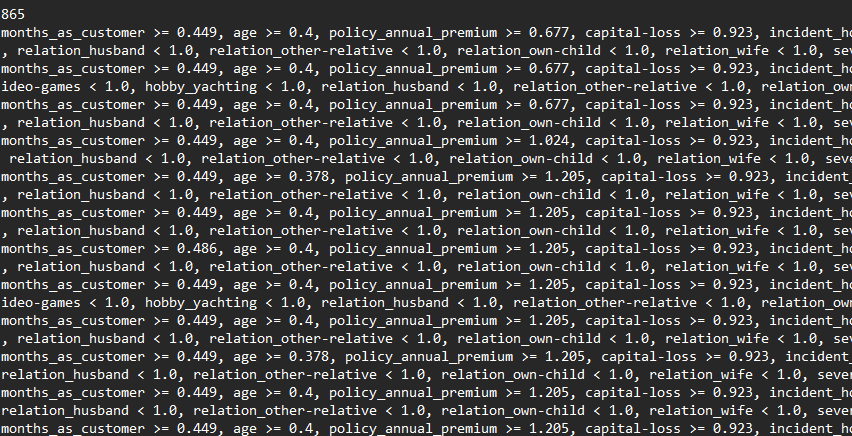 865
months_as_customer >= 0.449, age >= 0.4, policy_annual_premium >= 0.677, capital-loss >= 0.923, incident_ho
, relation_husband < 1.0, relation_other-relative < 1.0, relation_own-child < 1.0, relation_wife < 1.0, sev
months_as_customer >= 0.449, age >= 0.4, policy_annual_premium >= 0.677, capital-loss >= 0.923, incident_ho
ideo-games < 1.0, hobby_yachting < 1.0, relation_husband < 1.0, relation_other-relative < 1.0, relation_own
months_as_customer >= 0.449, age >= 0.4, policy_annual_premium >= 0.677, capital-loss >= 0.923, incident_ho
, relation_husband < 1.0, relation_other-relative < 1.0, relation_own-child < 1.0, relation_wife < 1.0, sev
months_as_customer >= 0.449, age >= 0.4, policy_annual_premium >= 1.024, capital-loss >= 0.923, incident_ho
relation_husband < 1.0, relation_other-relative < 1.0, relation_own-child < 1.0, relation_wife < 1.0, seve
months_as_customer >= 0.449, age >= 0.378, policy_annual_premium >= 1.205, capital-loss >= 0.923, incident_
, relation_husband < 1.0, relation_other-relative < 1.0, relation_own-child < 1.0, relation_wife < 1.0, sev
months_as_customer >= 0.449, age >= 0.4, policy_annual_premium >= 1.205, capital-loss >= 0.923, incident_ho
, relation_husband < 1.0, relation_other-relative < 1.0, relation_own-child < 1.0, relation_wife < 1.0, sev
months_as_customer >= 0.486, age >= 0.4, policy_annual_premium >= 1.205, capital-loss >= 0.923, incident_ho
, relation_husband < 1.0, relation_other-relative < 1.0, relation_own-child < 1.0, relation_wife < 1.0, sev
months_as_customer >= 0.449, age >= 0.4, policy_annual_premium >= 1.205, capital-loss >= 0.923, incident_ho
ideo-games < 1.0, hobby_yachting < 1.0, relation_husband < 1.0, relation_other-relative < 1.0, relation_own
months_as_customer >= 0.449, age >= 0.4, policy_annual_premium >= 1.205, capital-loss >= 0.923, incident_ho
, relation_husband < 1.0, relation_other-relative < 1.0, relation_own-child < 1.0, relation_wife < 1.0, sev
months_as_customer >= 0.449, age >= 0.378, policy_annual_premium >= 1.205, capital-loss >= 0.923, incident_
relation_husband < 1.0, relation_other-relative < 1.0, relation_own-child < 1.0, relation_wife < 1.0, sever
months_as_customer >= 0.449, age >= 0.4, policy_annual_premium >= 1.205, capital-loss >= 0.923, incident_ho
relation_husband < 1.0, relation_other-relative < 1.0, relation_own-child < 1.0, relation_wife < 1.0, sever
months_as_customer >= 0.449, age >= 0.4, policy_annual_premium >= 1.205, capital-loss >= 0.923, incident_ho